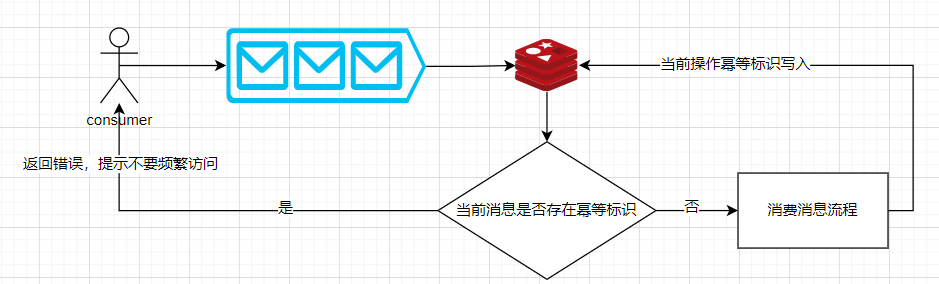 当前操作幂等标识写入
consumer
返回错误，提示不要频繁访问
是
当前消息是否存在幂等标识
否
消费消息流程